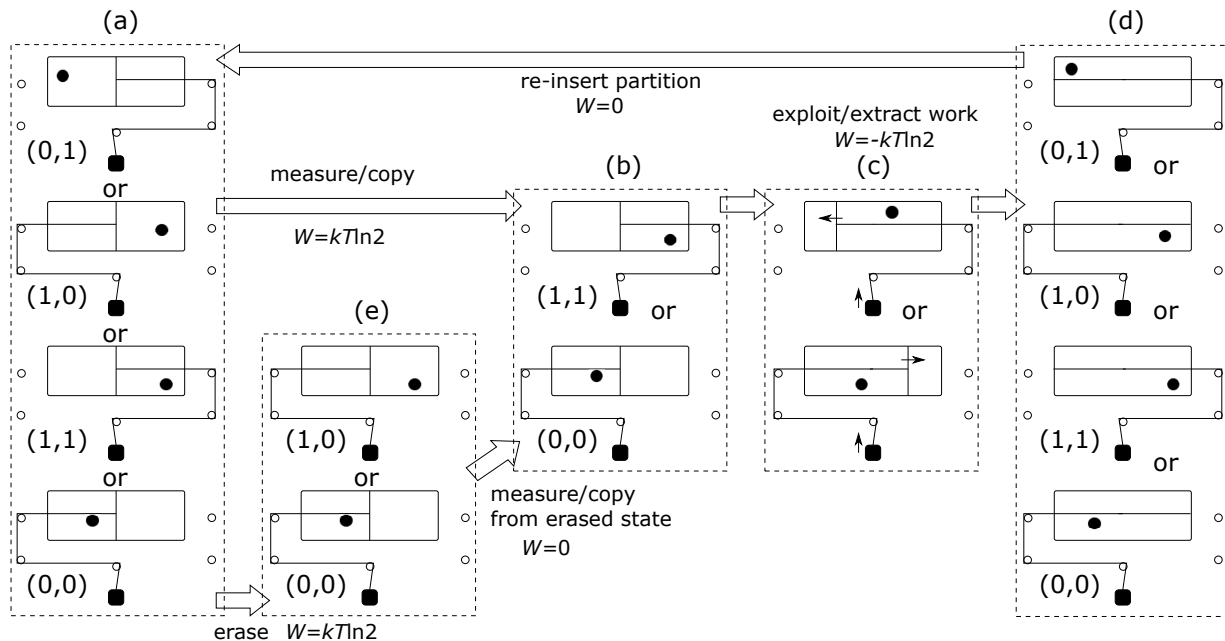 (a)
(d)
re-insert partition
W=0
exploit/extract work
W=-kTln2
(0,1)
or
(0,1)
or
measure/copy
(b)
(c)
W=kTln2
(1,0)
or
(e)
(1,1)
or
or
(1,0)
or
(1,1)
or
(1,0)
or
(0,0)
(1,1)
or
measure/copy
from erased state
W=0
(0,0)
(0,0)
(0,0)
erase W=kTln2